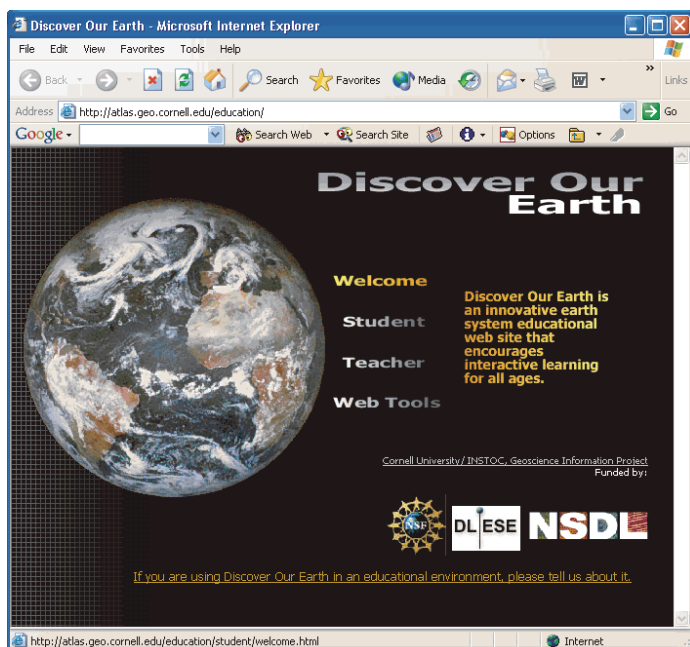 Discover Our Earth - Microsoft Internet Explorer
File Edit View Favorites Tools Help
Back Search Favorites Media W » Links
Address http://atlas.geo.cornell.edu/education/ Go
Google Search Web Search Site Options
Discover Our
Earth
Welcome
Student
Teacher
Web Tools
Discover Our Earth is
an innovative earth
system educational
web site that
encourages
interactive learning
for all ages.
Cornell University/ INSTOC, Geoscience Information Project
Funded by:
NSF DLESE NSDL
If you are using Discover Our Earth in an educational environment, please tell us about it.
http://atlas.geo.cornell.edu/education/student/welcome.html Internet